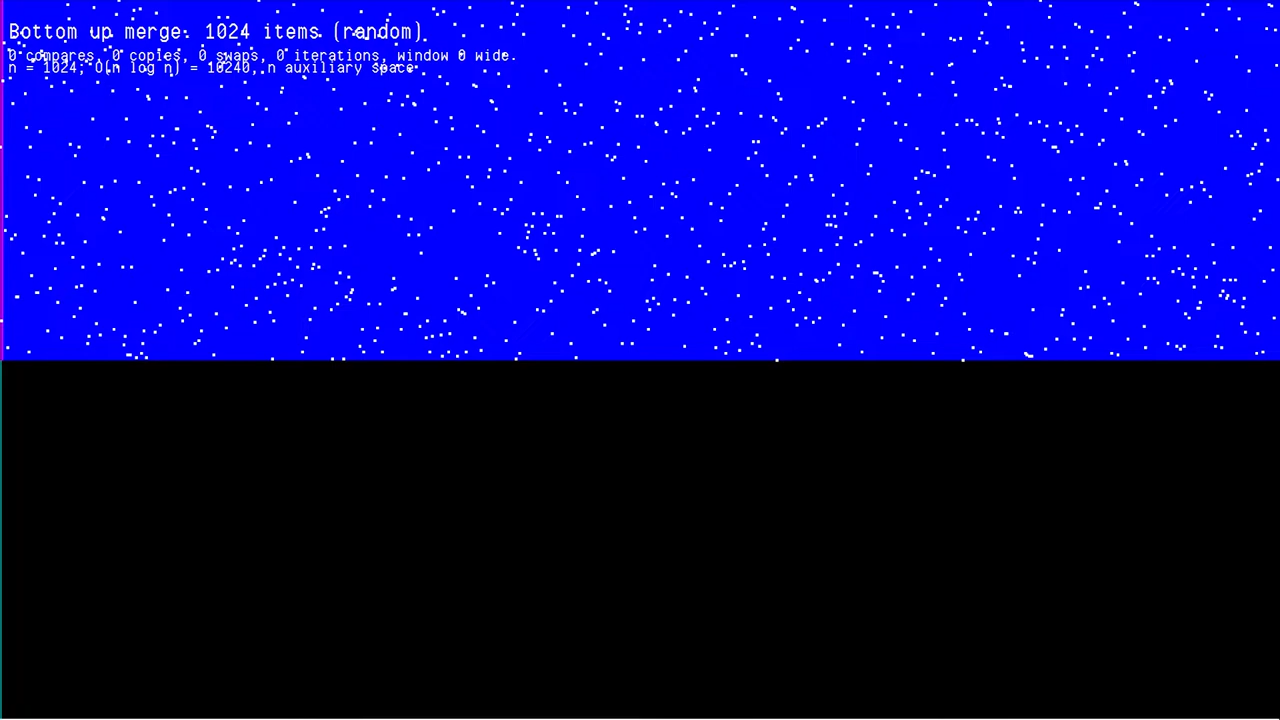 Bottom up merge: 1024 items (random)
0 compares, 0 copies, 0 swaps, 0 iterations, window 0 wide.
n = 1024; O(n log n) = 10240, n auxiliary space